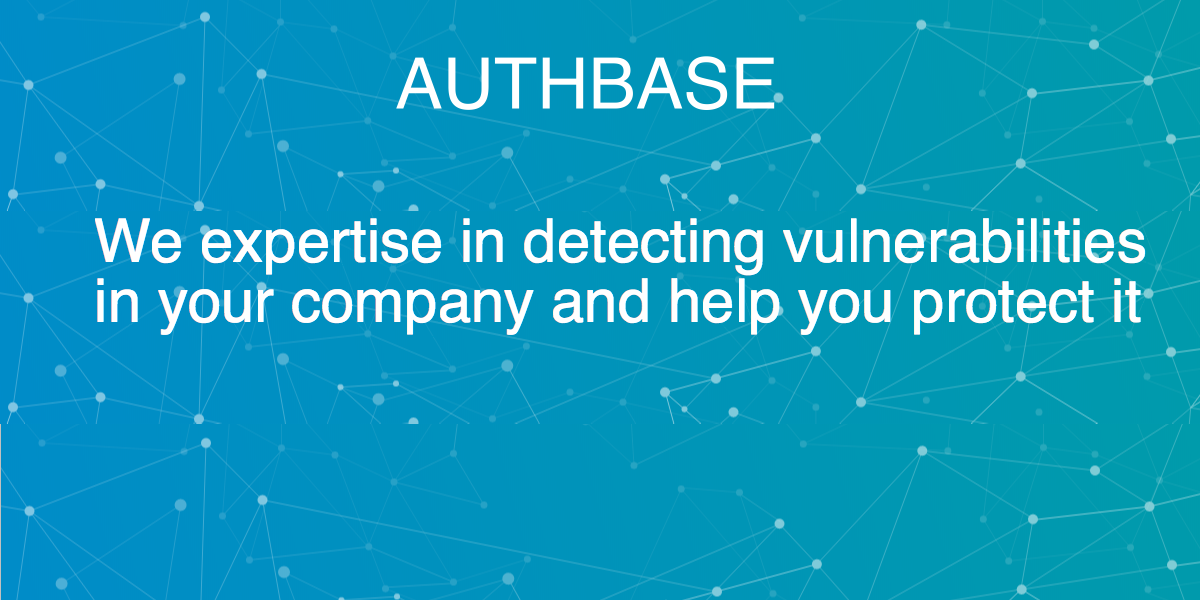 AUTHBASE
We expertise in detecting vulnerabilities
in your company and help you protect it